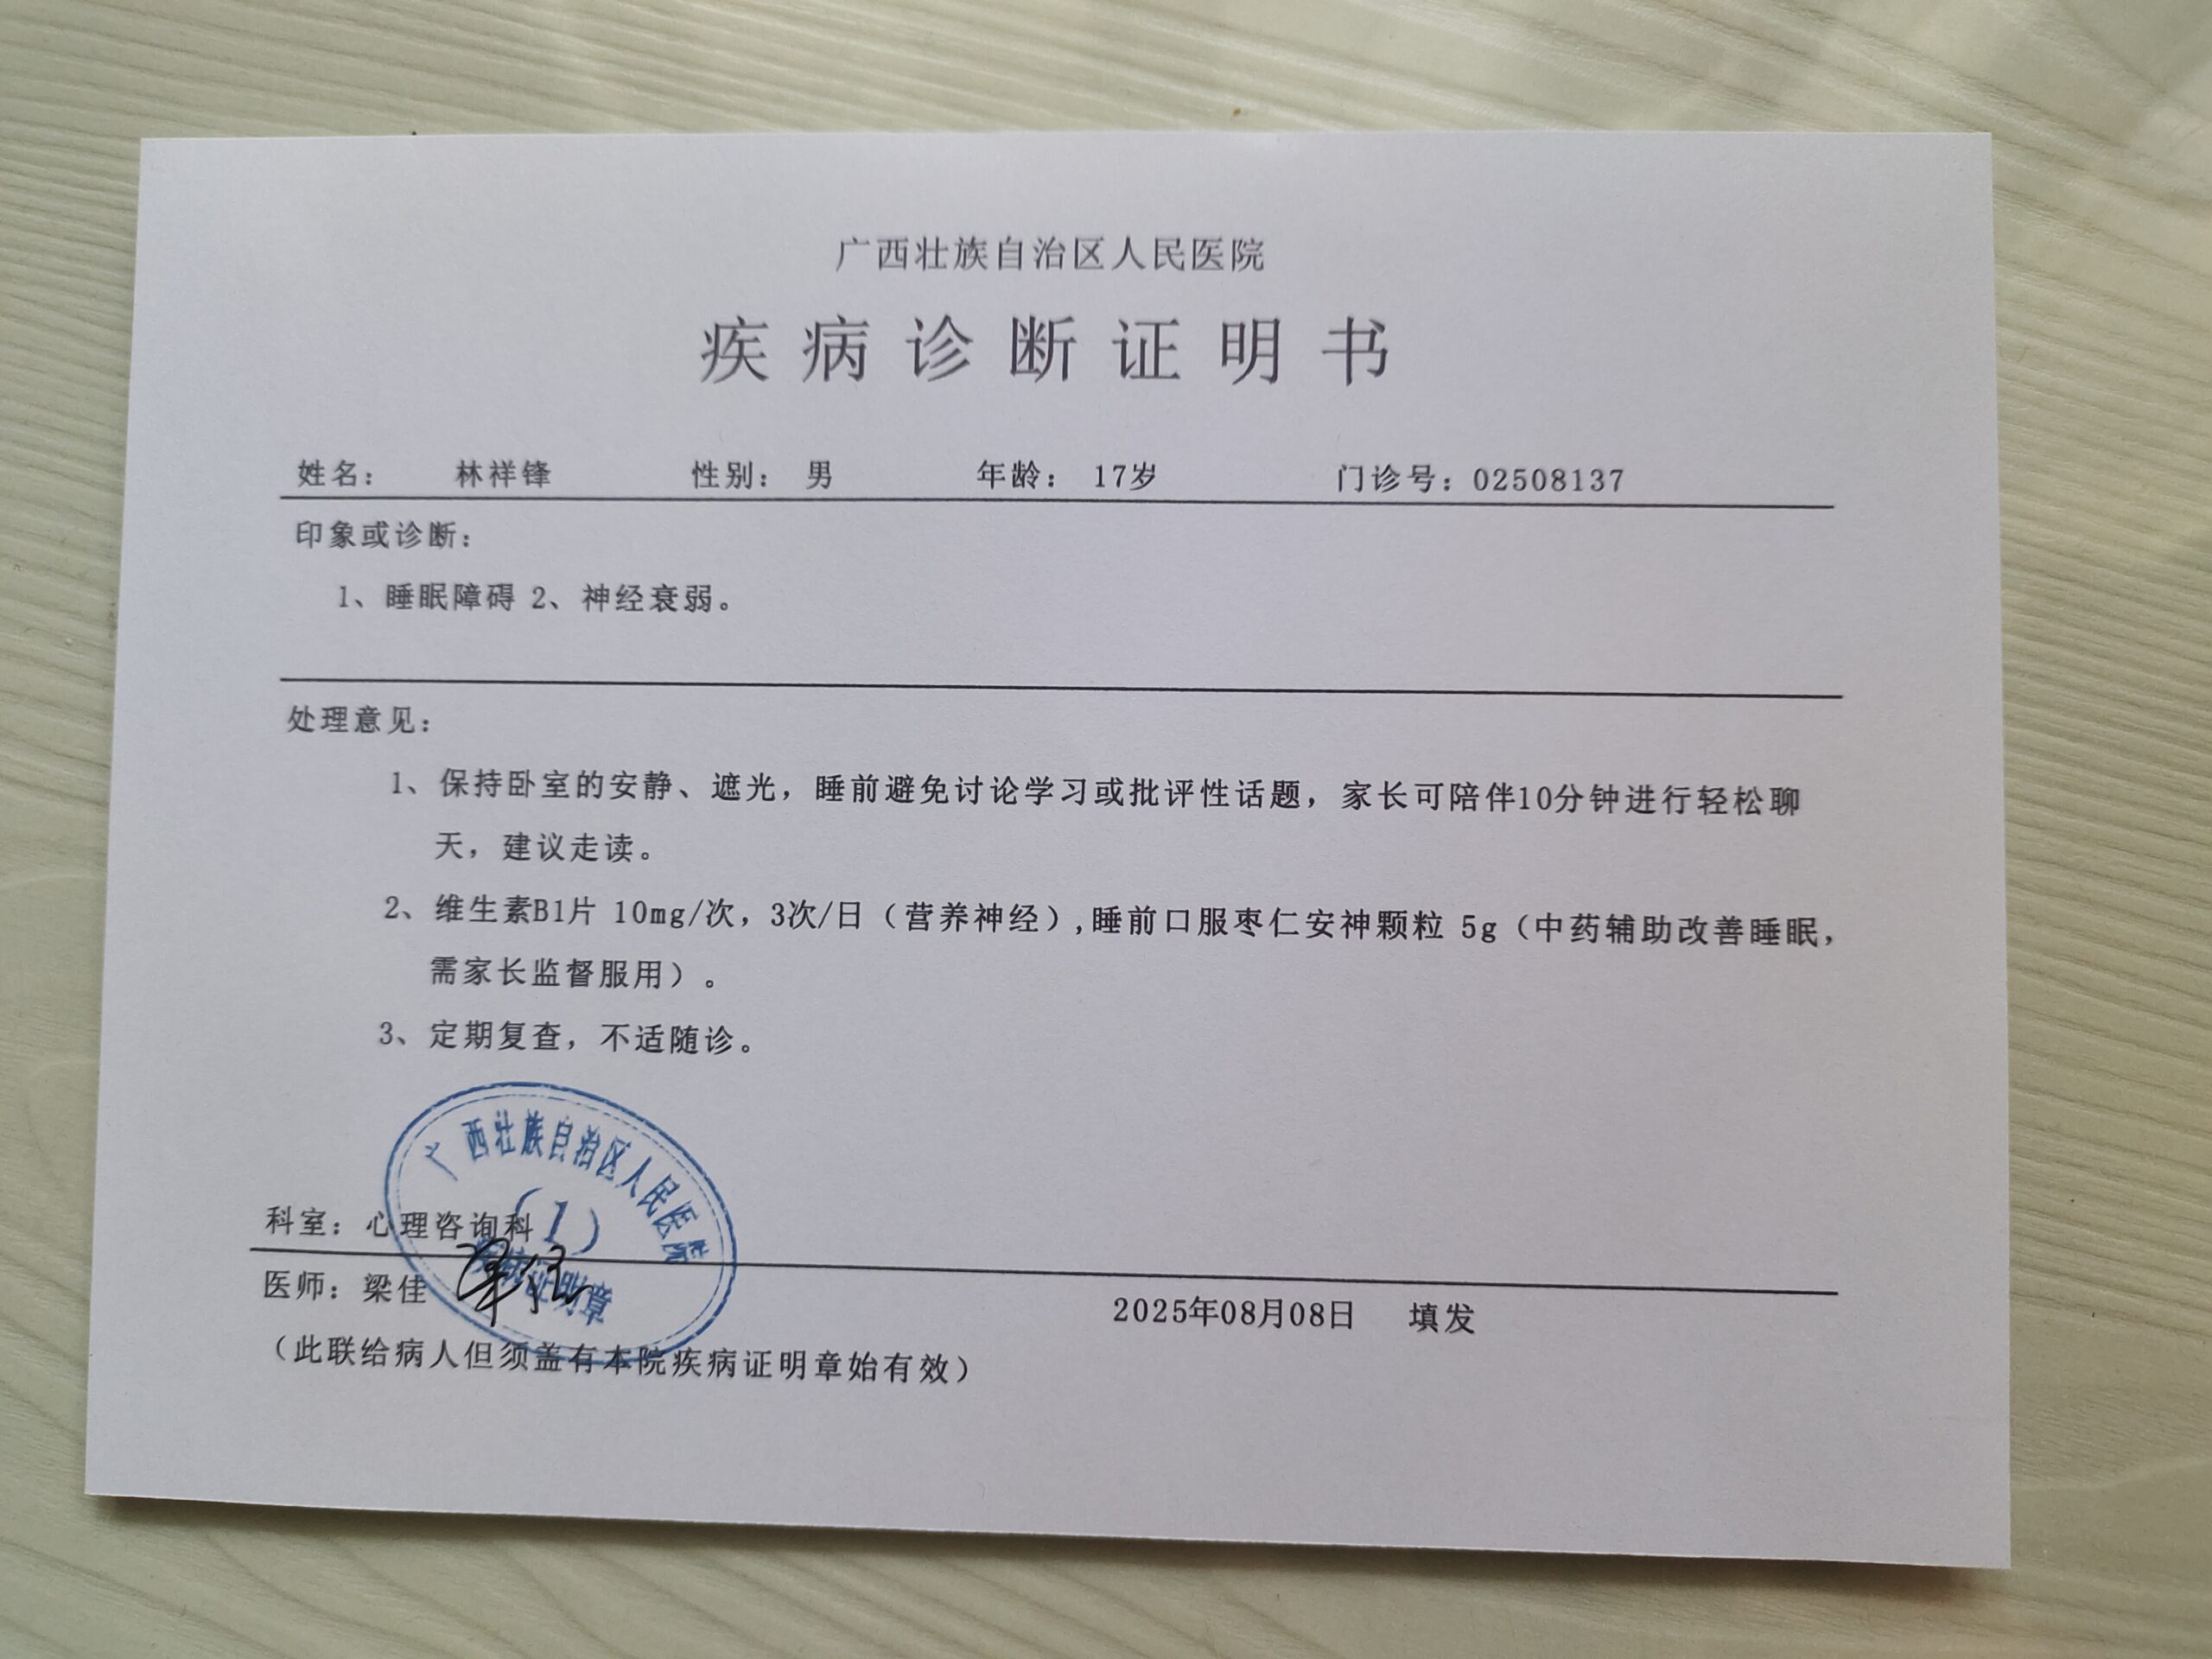 广西壮族自治区人民医院
疾病诊断证明书
姓名： 林祥锋 性别： 男 年龄： 17岁 门诊号：02508137
印象或诊断：
1、睡眠障碍 2、神经衰弱。
处理意见：
1、保持卧室的安静、遮光，睡前避免讨论学习或批评性话题，家长可陪伴10分钟进行轻松聊
天，建议走读。
2、维生素B1片 10mg/次，3次/日（营养神经）,睡前口服枣仁安神颗粒 5g（中药辅助改善睡眠，
需家长监督服用）。
3、定期复查，不适随诊。
广西壮族自治区人民医院
（1）
疾病证明章
科室：心理咨询科
医师：梁佳
2025年08月08日 填发
（此联给病人但须盖有本院疾病证明章始有效）